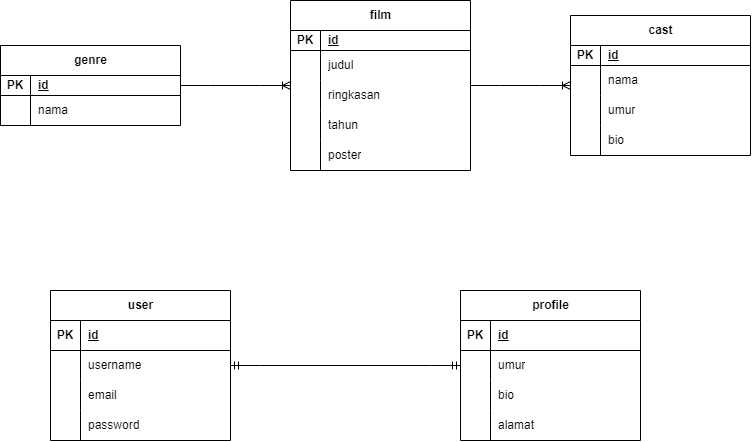 genre
PK id
nama
film
PK id
judul
ringkasan
tahun
poster
cast
PK id
nama
umur
bio
user
PK id
username
email
password
profile
PK id
umur
bio
alamat